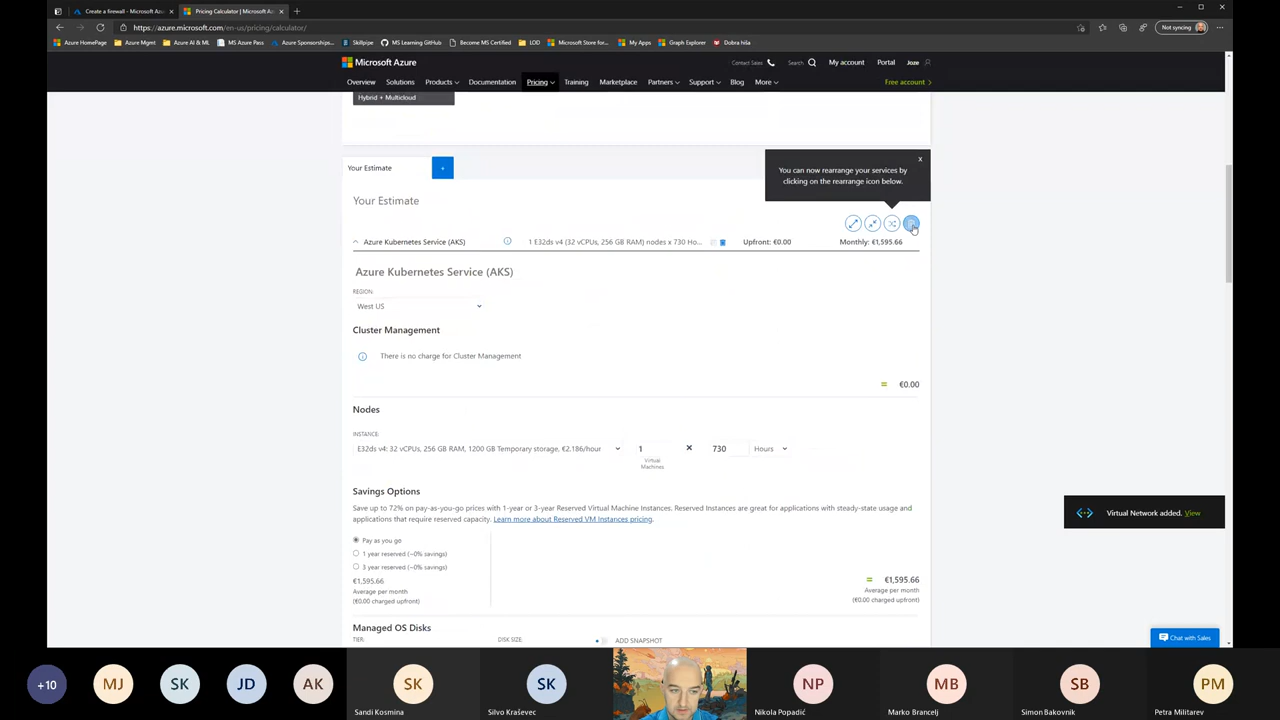 Create a firewall - Microsoft Azu
Pricing Calculator | Microsoft A
https://azure.microsoft.com/en-us/pricing/calculator/
Not syncing
Azure HomePage
Azure Mgmt
Azure AI & ML
MS Azure Pass
Azure Sponsorships...
Skillpipe
MS Learning GitHub
Become MS Certified
LOD
Microsoft Store for...
My Apps
Graph Explorer
Dobra hiša
Microsoft Azure
Contact Sales
Search
My account
Portal
Joze
Overview
Solutions
Products
Documentation
Pricing
Training
Marketplace
Partners
Support
Blog
More
Free account
Hybrid + Multicloud
Your Estimate
+
x
You can now rearrange your services by
clicking on the rearrange icon below.
Your Estimate
Azure Kubernetes Service (AKS)
1 E32ds v4 (32 vCPUs, 256 GB RAM) nodes x 730 Ho...
Upfront: €0.00
Monthly: €1,595.66
Azure Kubernetes Service (AKS)
REGION:
West US
Cluster Management
There is no charge for Cluster Management
= €0.00
Nodes
INSTANCE:
E32ds v4: 32 vCPUs, 256 GB RAM, 1200 GB Temporary storage, €2.186/hour
1
×
730
Hours
Virtual
Machines
Savings Options
Save up to 72% on pay-as-you-go prices with 1-year or 3-year Reserved Virtual Machine Instances. Reserved Instances are great for applications with steady-state usage and
applications that require reserved capacity. Learn more about Reserved VM Instances pricing.
Virtual Network added. View
Pay as you go
1 year reserved (~0% savings)
3 year reserved (~0% savings)
€1,595.66
Average per month
(€0.00 charged upfront)
= €1,595.66
Average per month
(€0.00 charged upfront)
Managed OS Disks
TIER:
DISK SIZE:
ADD SNAPSHOT
Chat with Sales
+10
MJ
SK
JD
AK
SK
SK
NP
MB
SB
PM
Sandi Kosmina
Silvo Kraševec
Nikola Popadić
Marko Brancelj
Simon Bakovnik
Petra Militarev